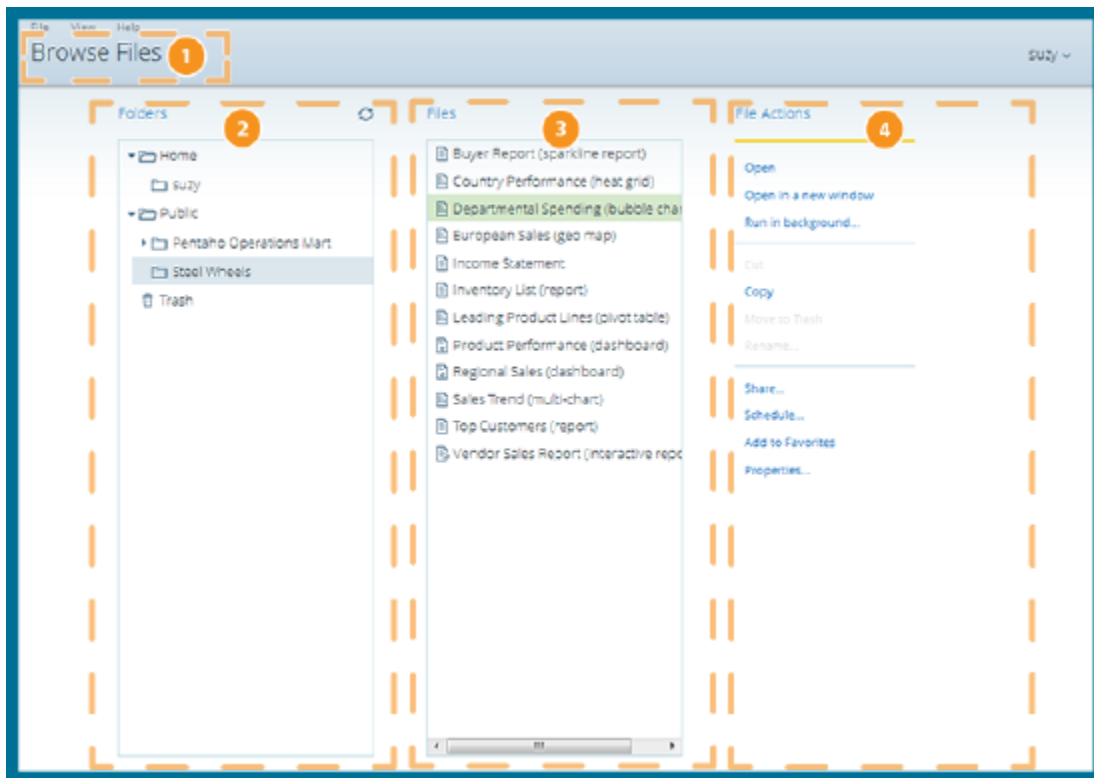 File View Help
Browse Files 1
suzy
Folders 2
Home
suzy
Public
Pentaho Operations Mart
Steel Wheels
Trash
Files 3
Buyer Report (sparkline report)
Country Performance (heat grid)
Departmental Spending (bubble char
European Sales (geo map)
Income Statement
Inventory List (report)
Leading Product Lines (pivot table)
Product Performance (dashboard)
Regional Sales (dashboard)
Sales Trend (multi-chart)
Top Customers (report)
Vendor Sales Report (interactive repo
File Actions 4
Open
Open in a new window
Run in background...
Cut
Copy
Move to Trash
Rename...
Share...
Schedule...
Add to Favorites
Properties...